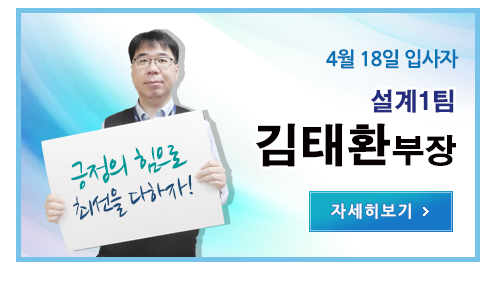 4월 18일 입사자
설계1팀
김태환부장
긍정의 힘으로
최선을 다하자!
자세히보기 >